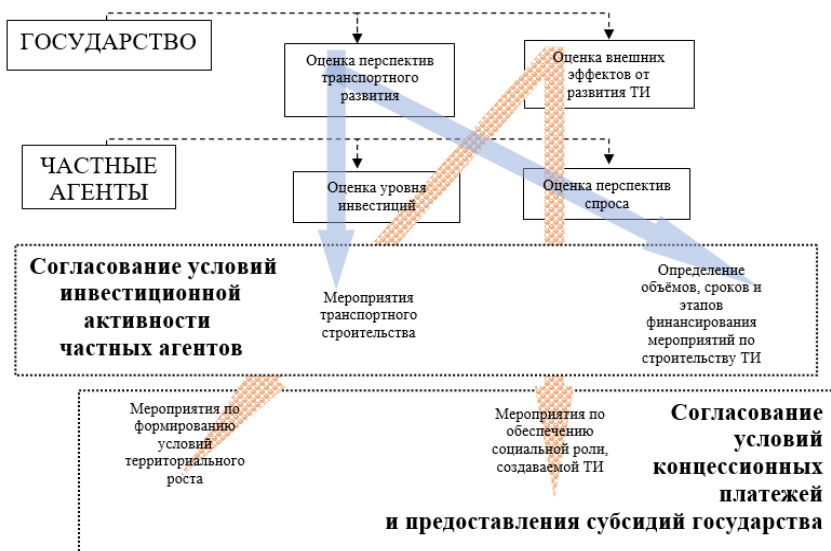 ГОСУДАРСТВО
Оценка перспектив
транспортного
развития
Оценка внешних
эффектов от
развития ТИ
ЧАСТНЫЕ
АГЕНТЫ
Оценка уровня
инвестиций
Оценка перспектив
спроса
Согласование условий
инвестиционной
активности
частных агентов
Мероприятия
транспортного
строительства
Определение
объёмов, сроков и
этапов
финансирования
мероприятий по
строительству ТИ
Мероприятия по
формированию
условий
территориального
роста
Мероприятия по
обеспечению
социальной роли,
создаваемой ТИ
Согласование
условий
концессионных
платежей
и предоставления субсидий государства